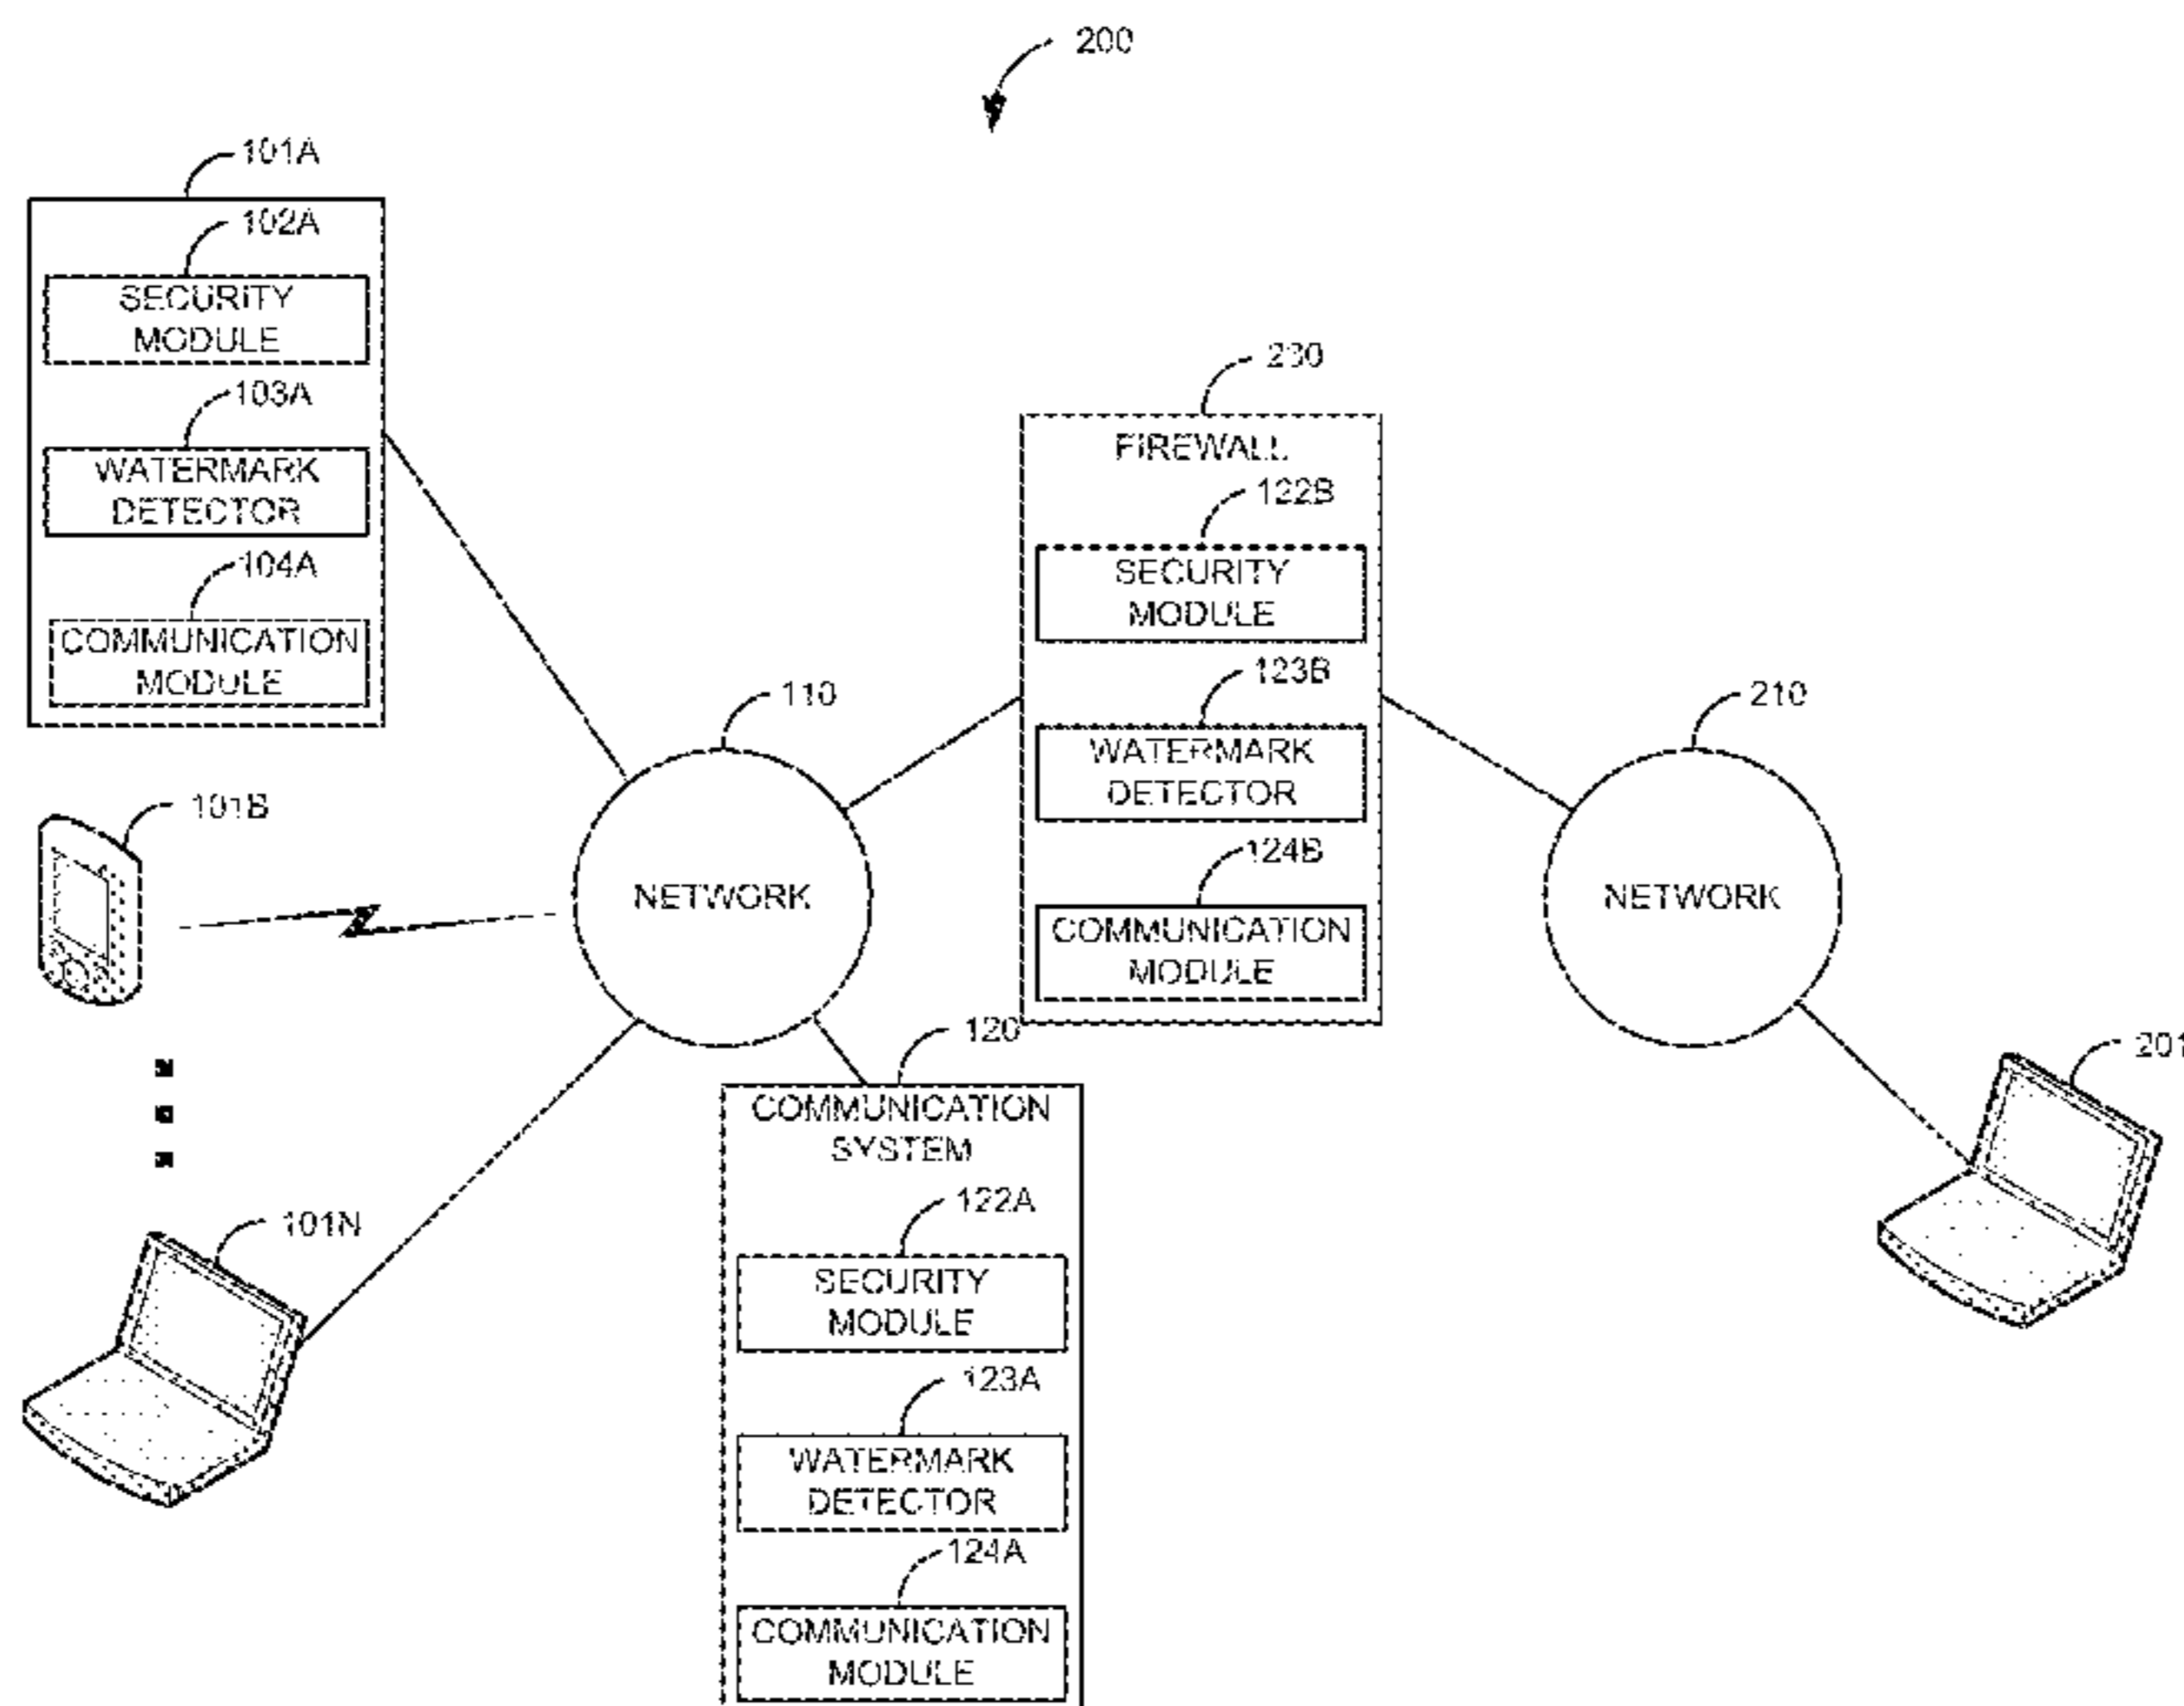 200
101A
102A
SECURITY
MODULE
103A
WATERMARK
DETECTOR
104A
COMMUNICATION
MODULE
230
FIREWALL
122B
SECURITY
MODULE
123B
WATERMARK
DETECTOR
124B
COMMUNICATION
MODULE
110
NETWORK
210
NETWORK
101B
101N
120
COMMUNICATION
SYSTEM
122A
SECURITY
MODULE
123A
WATERMARK
DETECTOR
124A
COMMUNICATION
MODULE
201